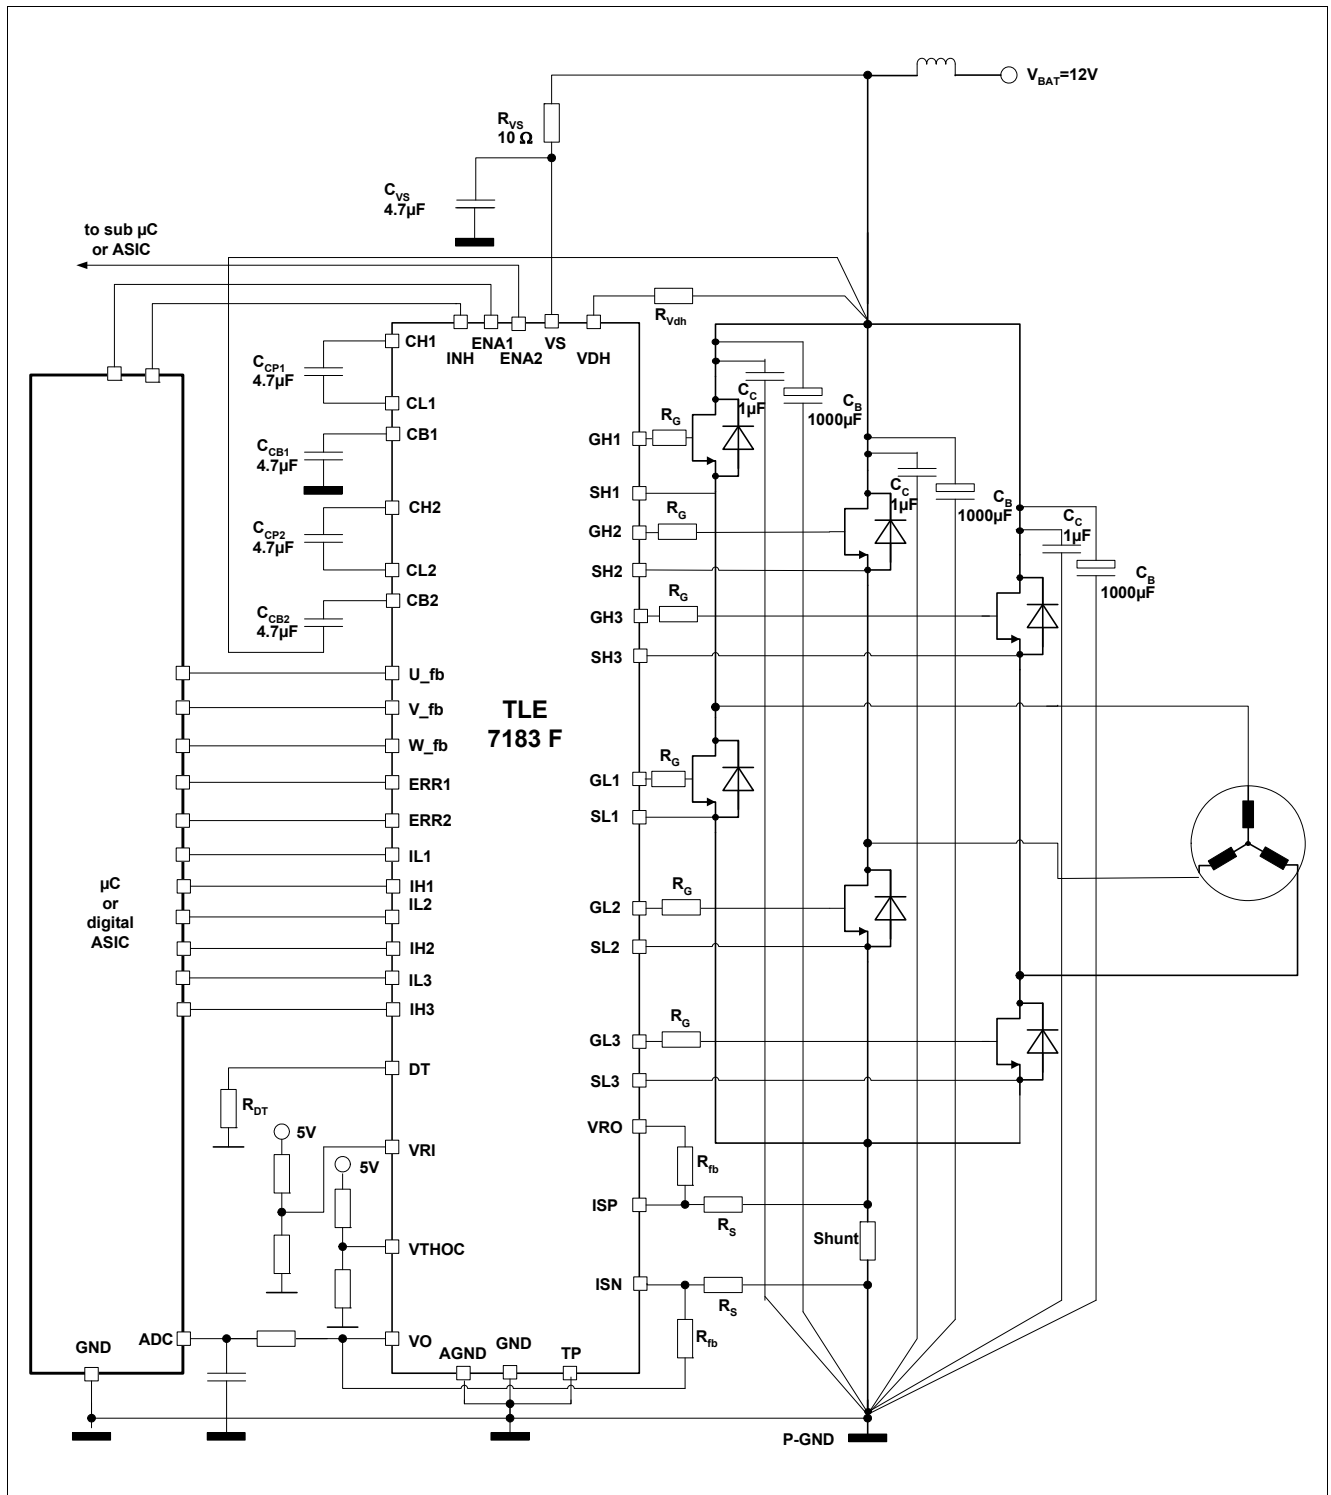 V_BAT=12V
R_VS
10 Ω
C_VS
4.7µF
to sub µC
or ASIC
R_Vdh
CH1
INH
ENA1
ENA2
VS
VDH
C_CP1
4.7µF
CL1
CB1
C_CB1
4.7µF
CH2
C_CP2
4.7µF
CL2
CB2
C_CB2
4.7µF
GH1
R_G
C_C
1µF
C_B
1000µF
SH1
GH2
R_G
C_C
1µF
C_B
1000µF
SH2
GH3
R_G
C_C
1µF
C_B
1000µF
SH3
U_fb
V_fb
W_fb
TLE
7183 F
ERR1
ERR2
IL1
IH1
IL2
IH2
IL3
IH3
µC
or
digital
ASIC
GL1
R_G
SL1
GL2
R_G
SL2
GL3
R_G
SL3
DT
R_DT
5V
VRI
5V
VTHOC
VRO
R_fb
ISP
R_S
Shunt
ISN
R_S
R_fb
ADC
VO
GND
AGND
GND
TP
P-GND